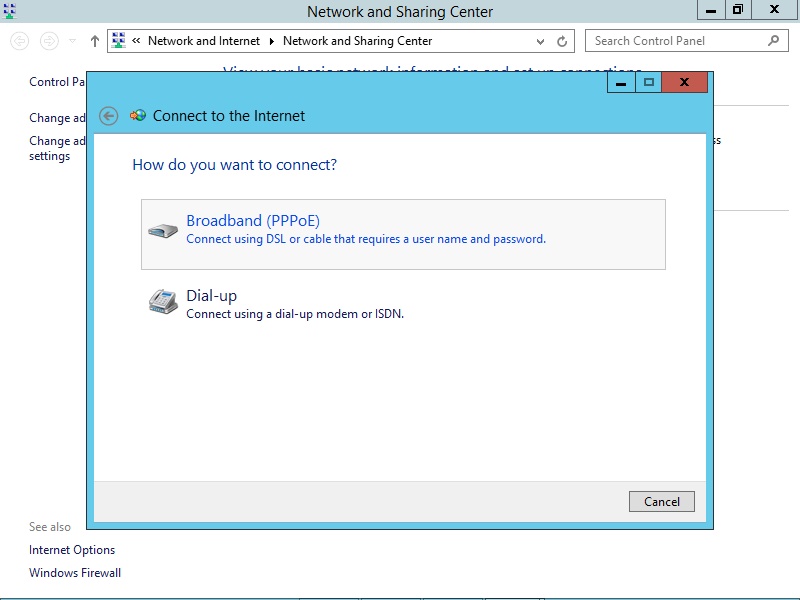 Network and Sharing Center
« Network and Internet Network and Sharing Center
Search Control Panel
View your basic network information and set up connections
Control Pa
Change ad
Change ad
settings
ss
Connect to the Internet
How do you want to connect?
Broadband (PPPoE)
Connect using DSL or cable that requires a user name and password.
Dial-up
Connect using a dial-up modem or ISDN.
Cancel
See also
Internet Options
Windows Firewall